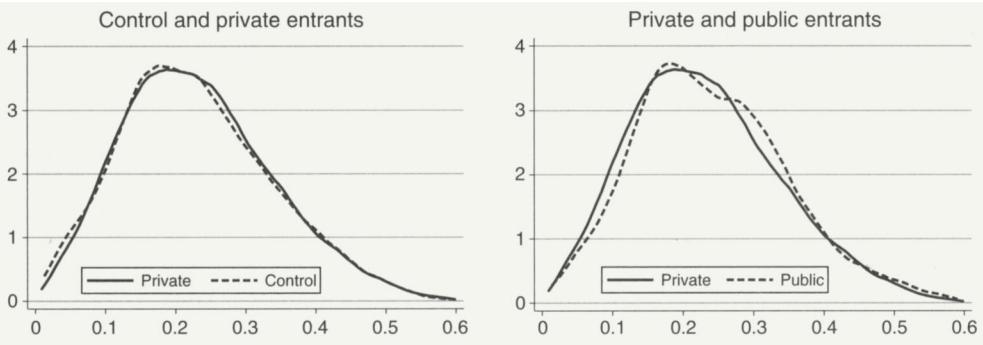 Control and private entrants
4
3
2
1
0
Private
Control
0 0.1 0.2 0.3 0.4 0.5 0.6
Private and public entrants
4
3
2
1
0
Private
Public
0 0.1 0.2 0.3 0.4 0.5 0.6